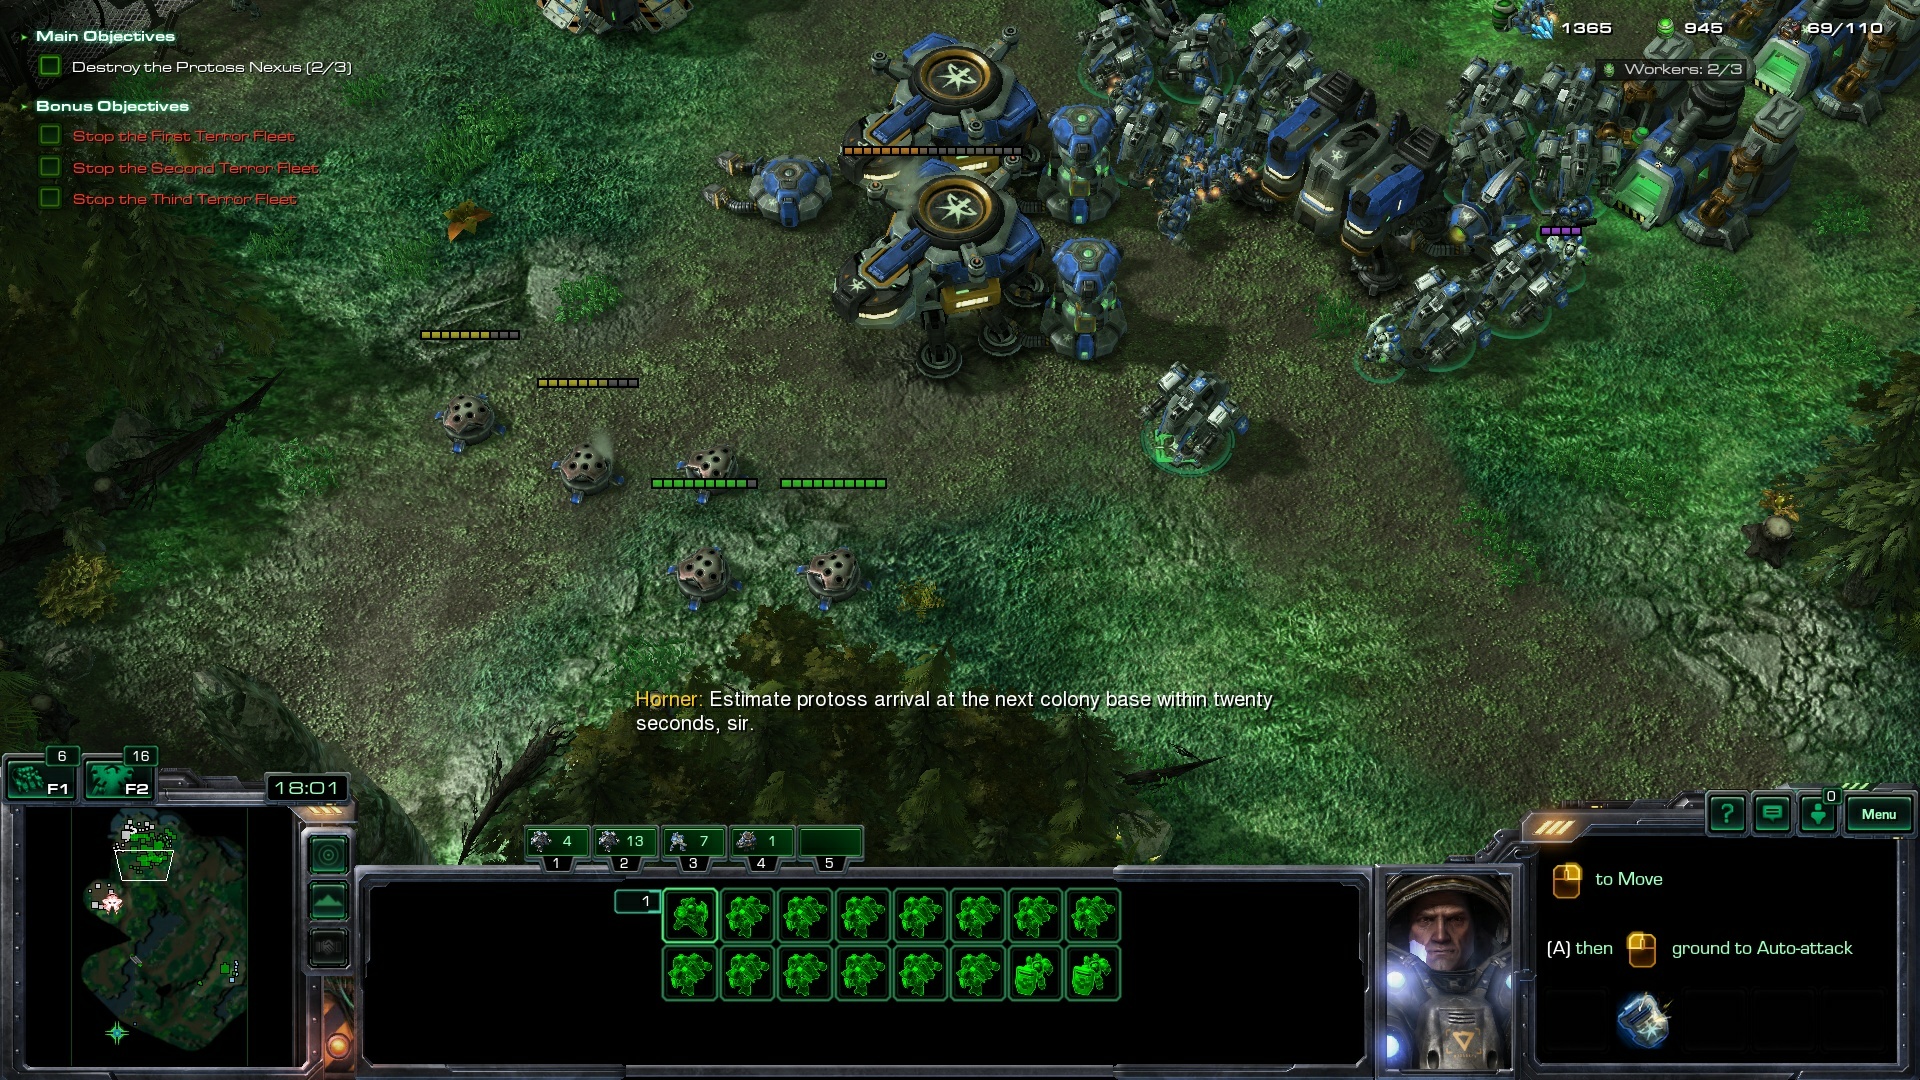 Main Objectives
Destroy the Protoss Nexus (2/3)
Bonus Objectives
Stop the First Terror Fleet
Stop the Second Terror Fleet
Stop the Third Terror Fleet
1365 945 69/110
Workers: 2/3
Horner: Estimate protoss arrival at the next colony base within twenty
seconds, sir.
6 16
F1 F2
18:01
4 13 7 1
1 2 3 4 5
1
0
? Menu
to Move
(A) then ground to Auto-attack